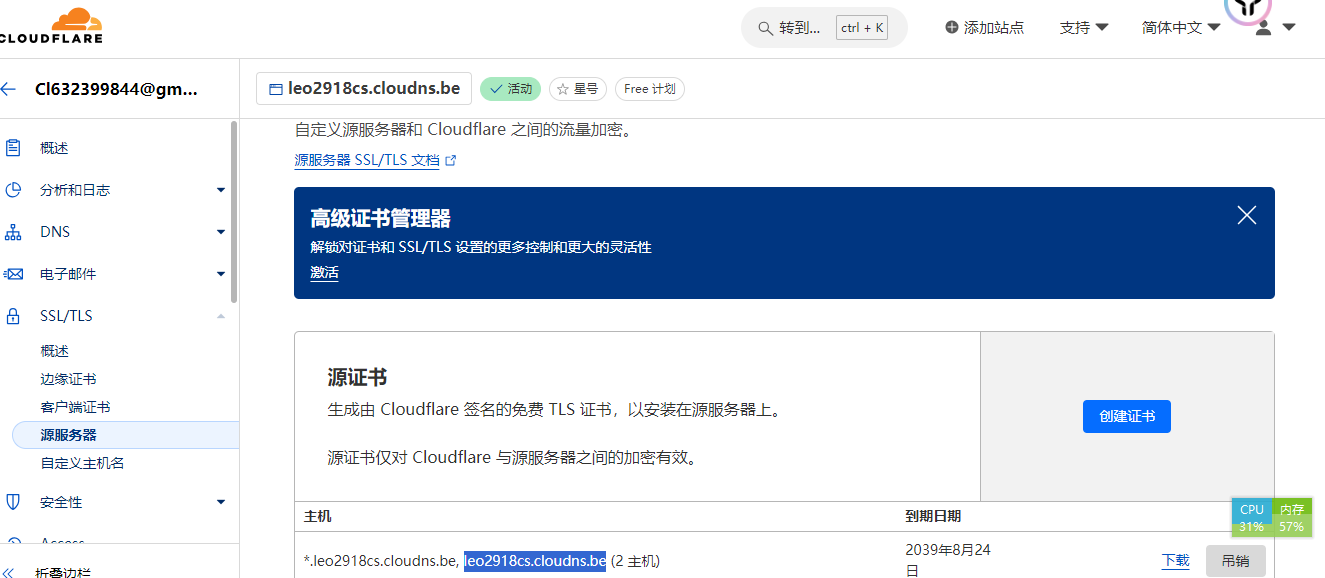 CLOUDFLARE
转到... ctrl + K
添加站点
支持
简体中文
Cl632399844@gm...
leo2918cs.cloudns.be
活动
星号
Free 计划
概述
分析和日志
DNS
电子邮件
SSL/TLS
概述
边缘证书
客户端证书
源服务器
自定义主机名
安全性
Access
折叠边栏
自定义源服务器和 Cloudflare 之间的流量加密。
源服务器 SSL/TLS 文档
高级证书管理器
解锁对证书和 SSL/TLS 设置的更多控制和更大的灵活性
激活
源证书
生成由 Cloudflare 签名的免费 TLS 证书，以安装在源服务器上。
源证书仅对 Cloudflare 与源服务器之间的加密有效。
创建证书
主机
到期日期
*.leo2918cs.cloudns.be, leo2918cs.cloudns.be (2 主机)
2039年8月24
日
下载
吊销
CPU
31%
内存
57%